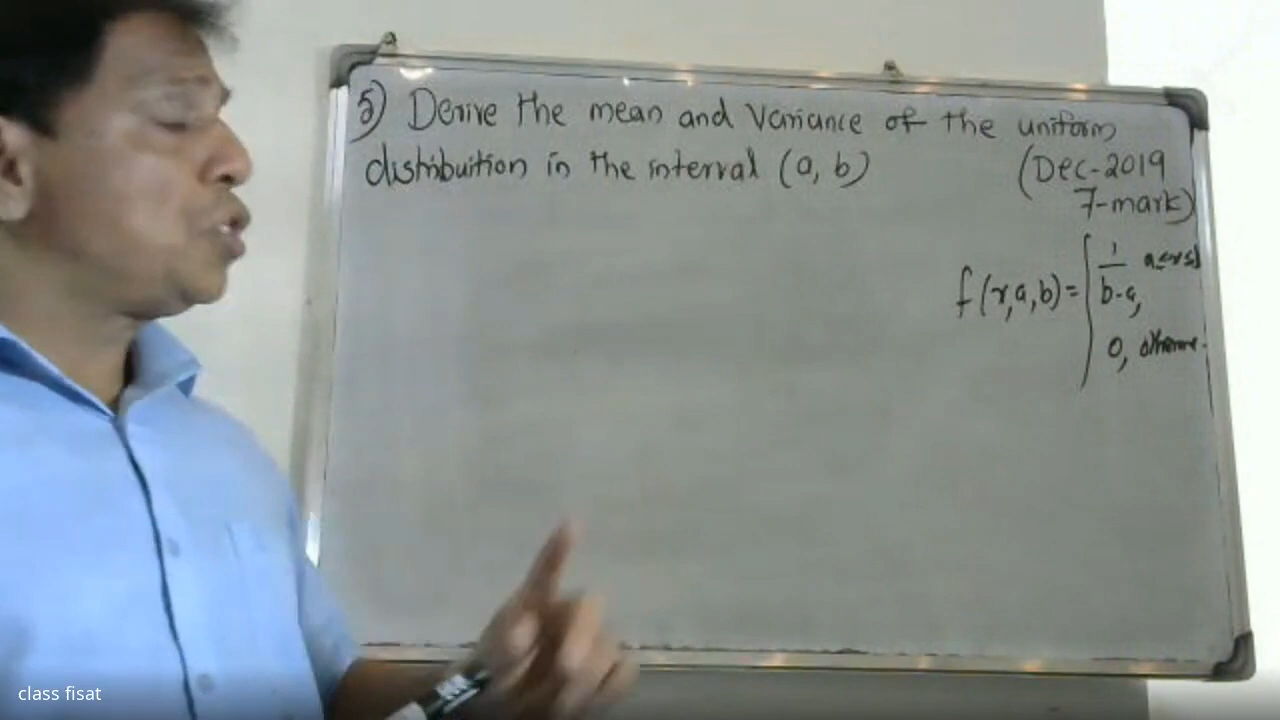 5) Derive the mean and variance of the uniform
distribuition in the interval (a, b) (Dec-2019
7-mark)
f(x,a,b) = { 1/b-a, a≤x≤b
0, otherwise.
class fisat